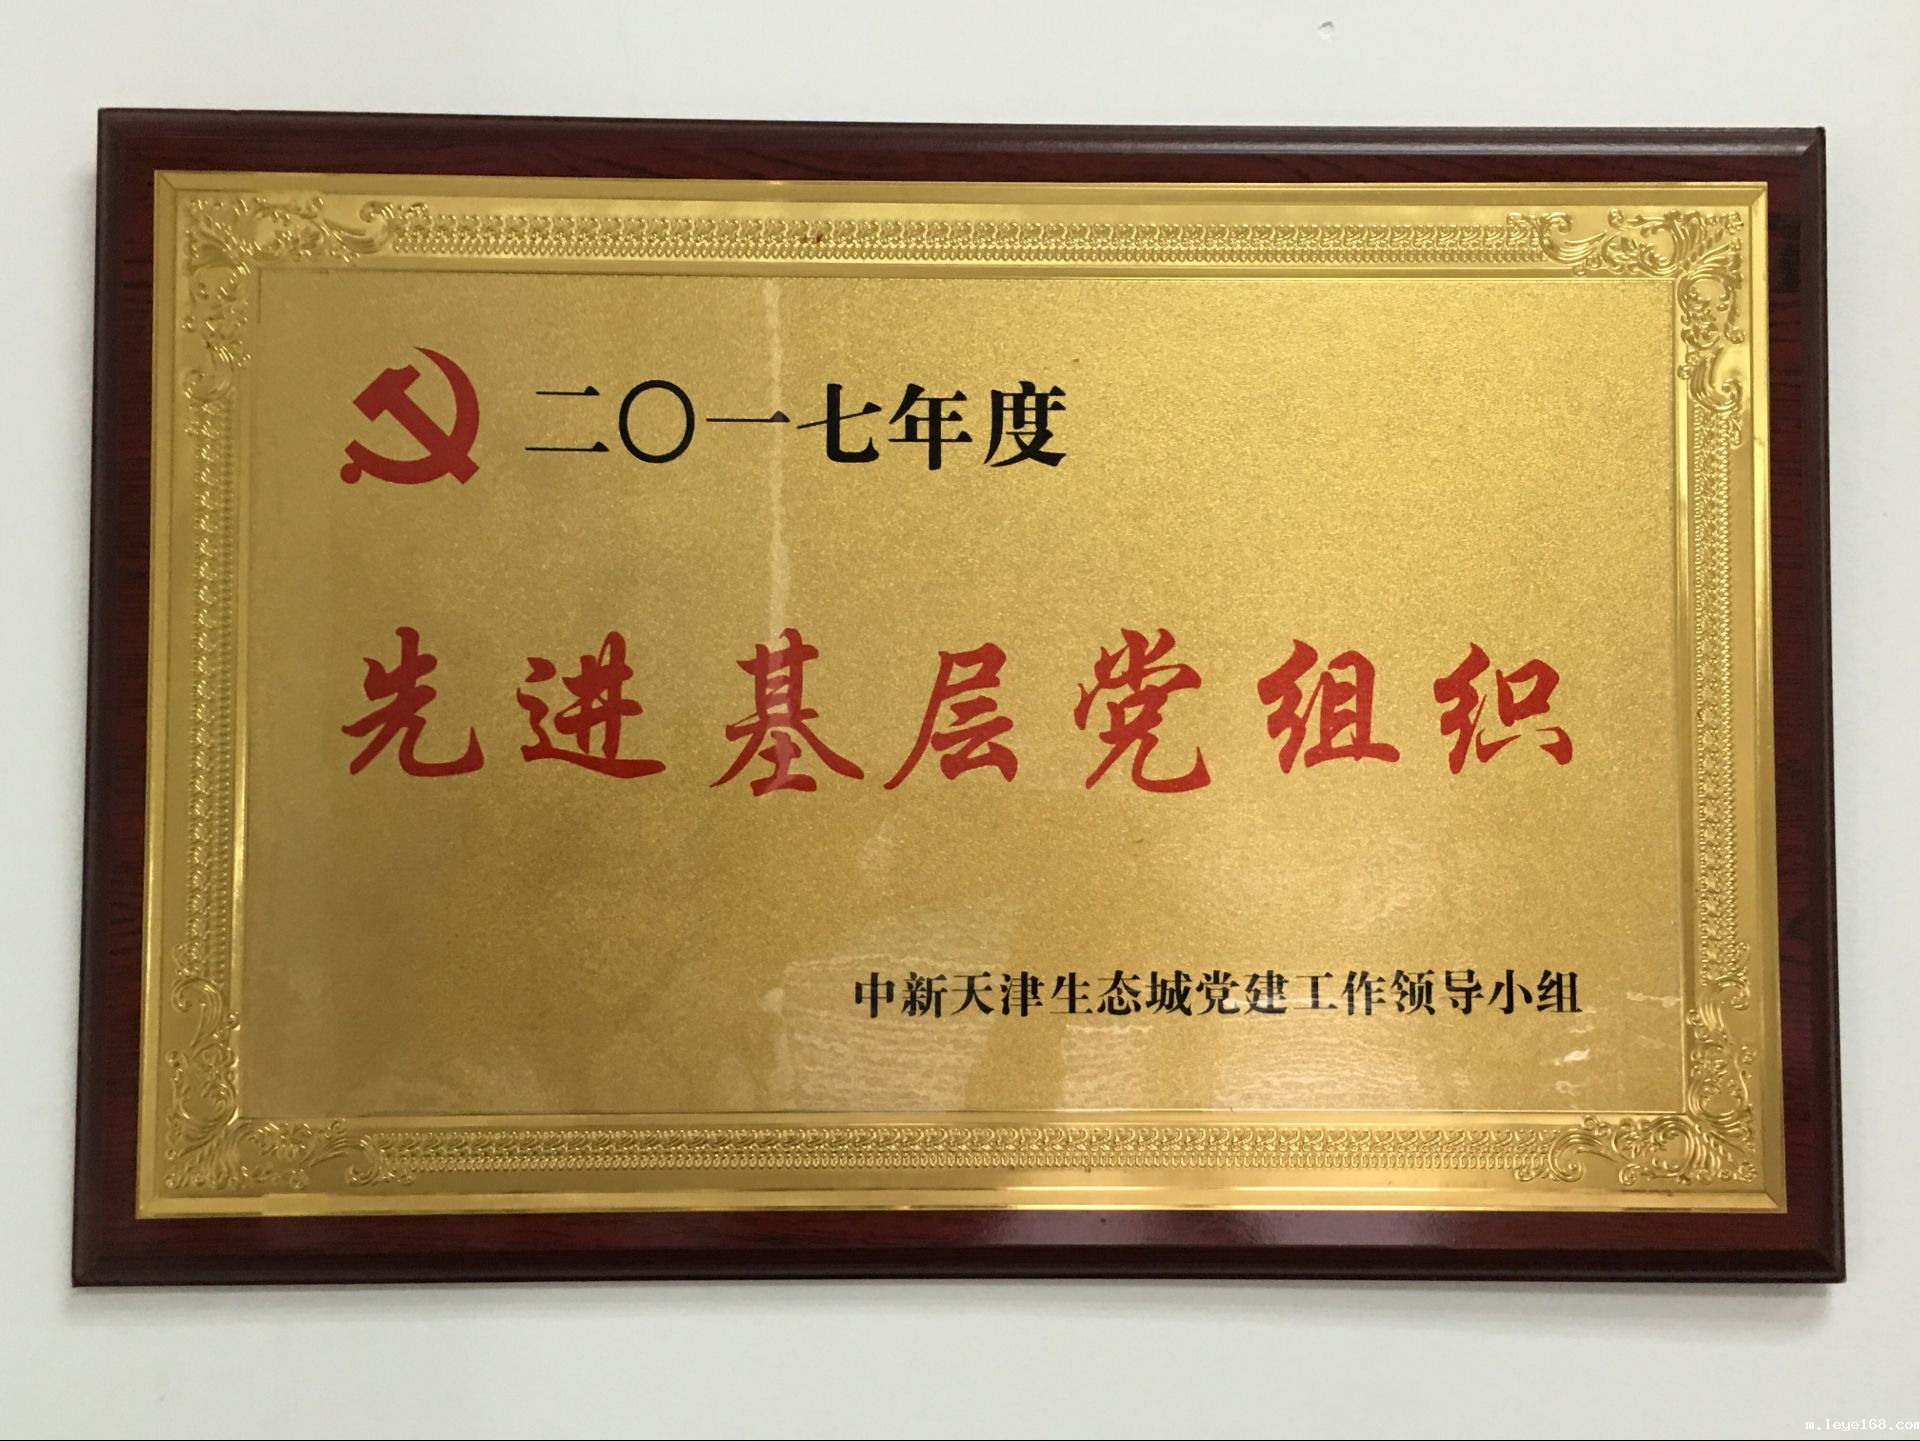 二〇一七年度
先进基层党组织
中新天津生态城党建工作领导小组
m.leye168.com